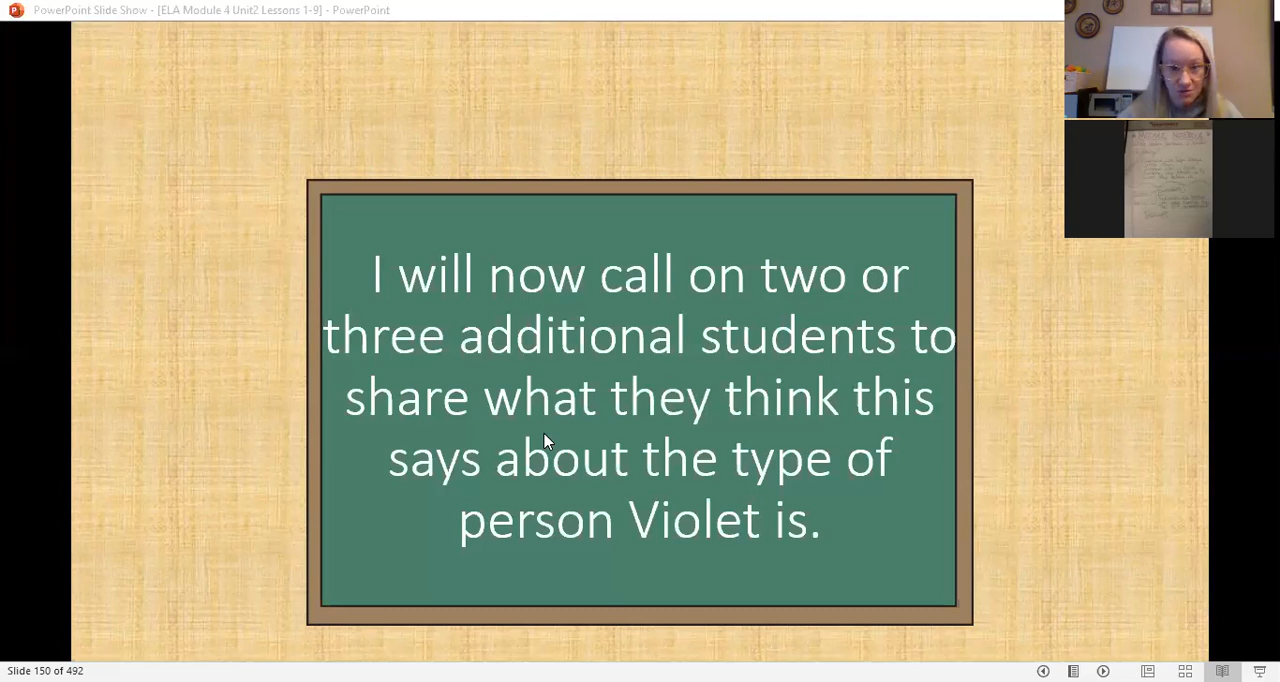 PowerPoint Slide Show - [ELA Module 4 Unit2 Lessons 1-9] - PowerPoint
I will now call on two or
three additional students to
share what they think this
says about the type of
person Violet is.
Slide 150 of 492